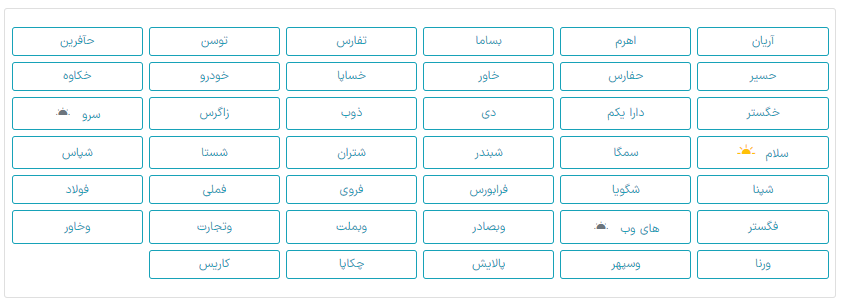 آریان اهرم بساما تفارس توسن حآفرین
حسیر حفارس خاور خساپا خودرو خکاوه
خگستر دارا یکم دی ذوب زاگرس سرو
سلام سمگا شبندر شتران شستا شپاس
شپنا شگویا فرابورس فروی فملی فولاد
فگستر های وب وبصادر وبملت وتجارت وخاور
ورنا وسپهر پالایش چکاپا کاریس